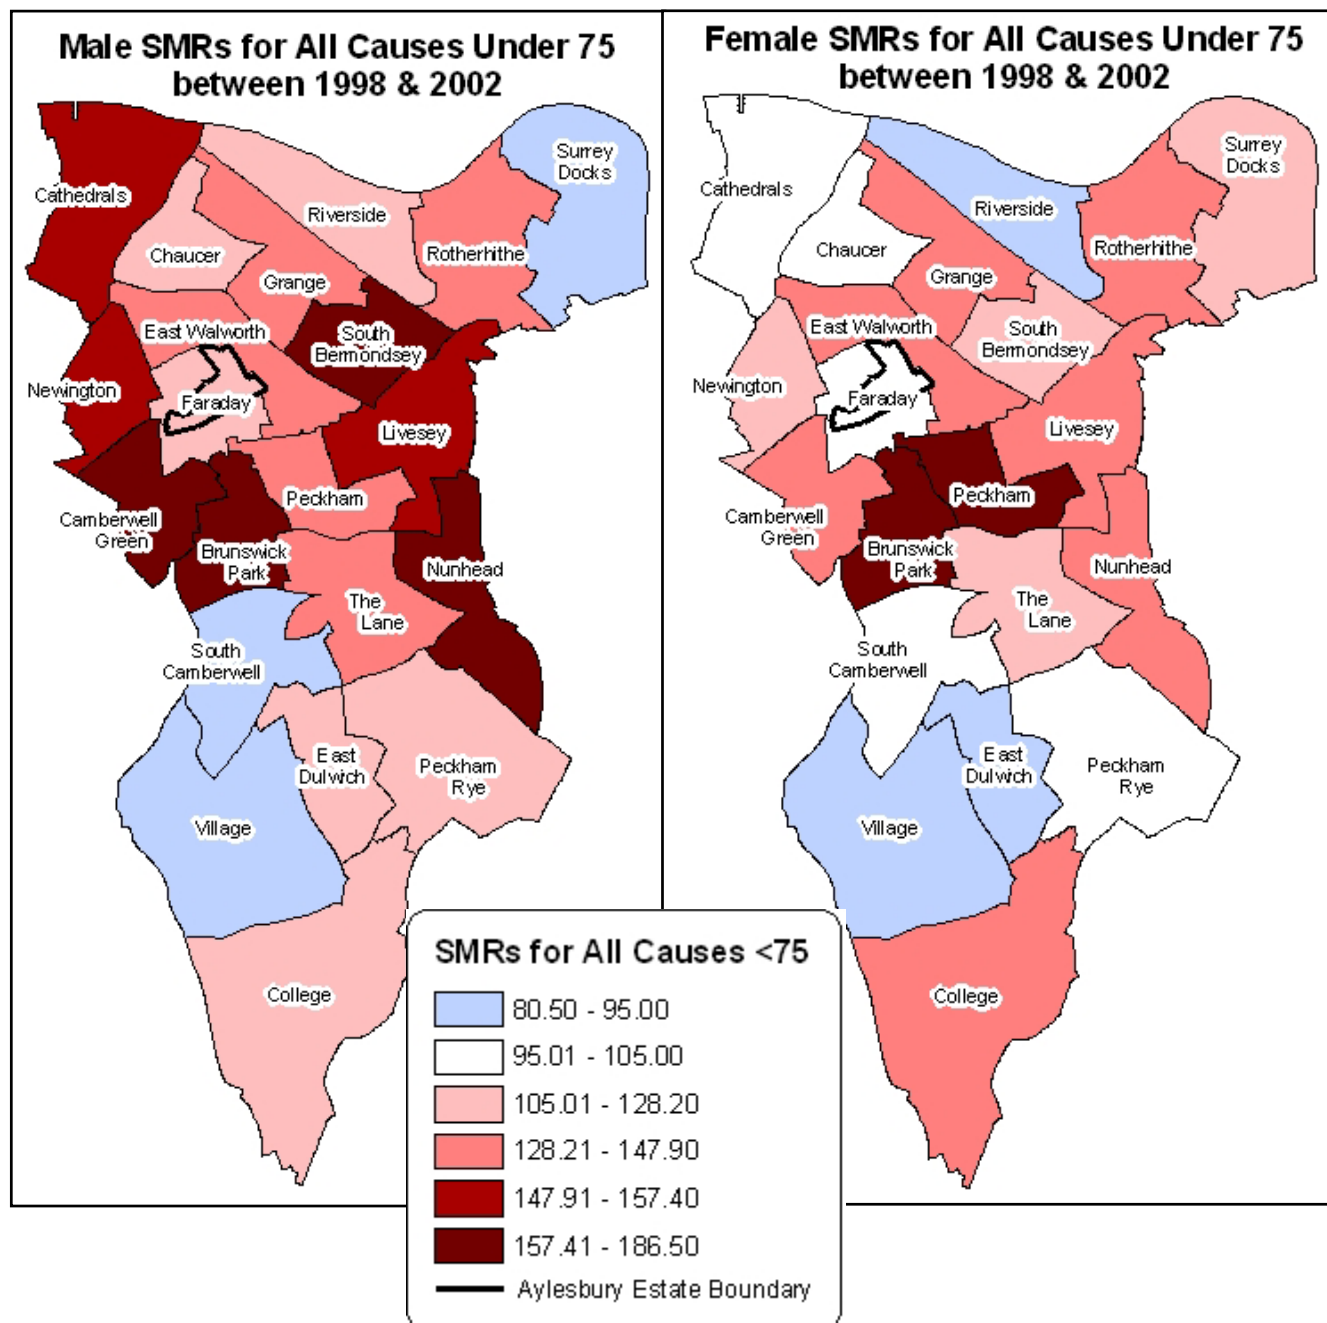 Male SMRs for All Causes Under 75
between 1998 & 2002
Surrey
Docks
Cathedrals
Riverside
Chaucer
Rotherhithe
Grange
East Walworth
South
Bermondsey
Newington
Faraday
Livesey
Peckham
Camberwell
Green
Brunswick
Park
Nunhead
The
Lane
South
Camberwell
East
Dulwich
Peckham
Rye
Village
College
Female SMRs for All Causes Under 75
between 1998 & 2002
Surrey
Docks
Cathedrals
Riverside
Chaucer
Rotherhithe
Grange
East Walworth
South
Bermondsey
Newington
Faraday
Livesey
Peckham
Camberwell
Green
Brunswick
Park
Nunhead
The
Lane
South
Camberwell
East
Dulwich
Peckham
Rye
Village
College
SMRs for All Causes <75
80.50 - 95.00
95.01 - 105.00
105.01 - 128.20
128.21 - 147.90
147.91 - 157.40
157.41 - 186.50
Aylesbury Estate Boundary